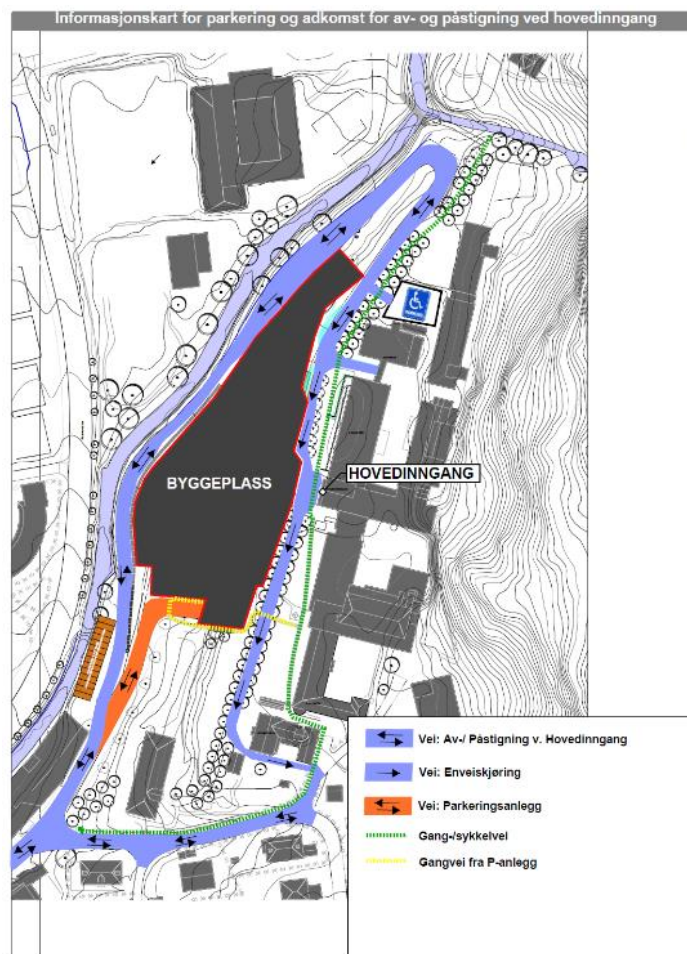 Informasjonskart for parkering og adkomst for av- og påstigning ved hovedinngang
HOVEDINNGANG
BYGGEPLASS
Vei: Av-/ Påstigning v. Hovedinngang
Vei: Enveiskjøring
Vei: Parkeringsanlegg
Gang-/sykkelvei
Gangvei fra P-anlegg